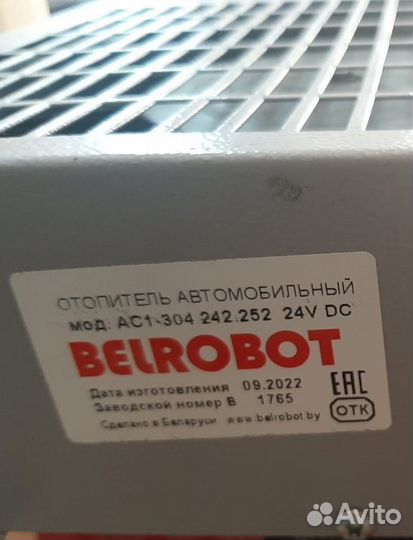 ОТОПИТЕЛЬ АВТОМОБИЛЬНЫЙ
мод: АС1-304.242.252 24V DC
BELROBOT
Дата изготовления 09.2022
Заводской номер В 1765
Сделано в Беларуси www.belrobot.by
ЕАС
ОТК
Avito